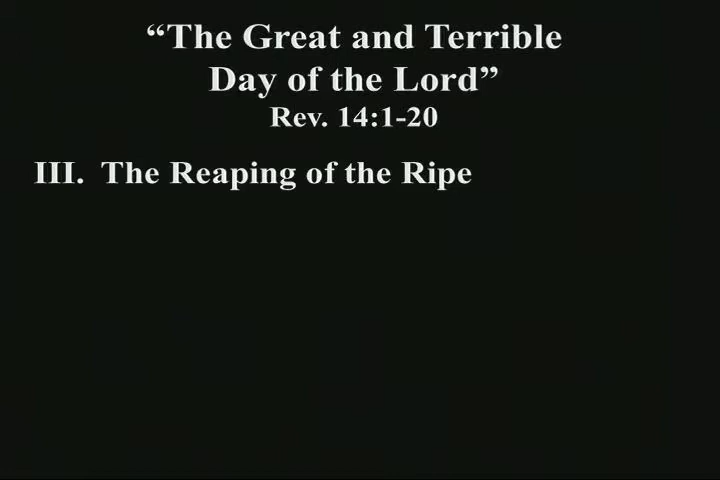 “The Great and Terrible
Day of the Lord”
Rev. 14:1-20
III. The Reaping of the Ripe